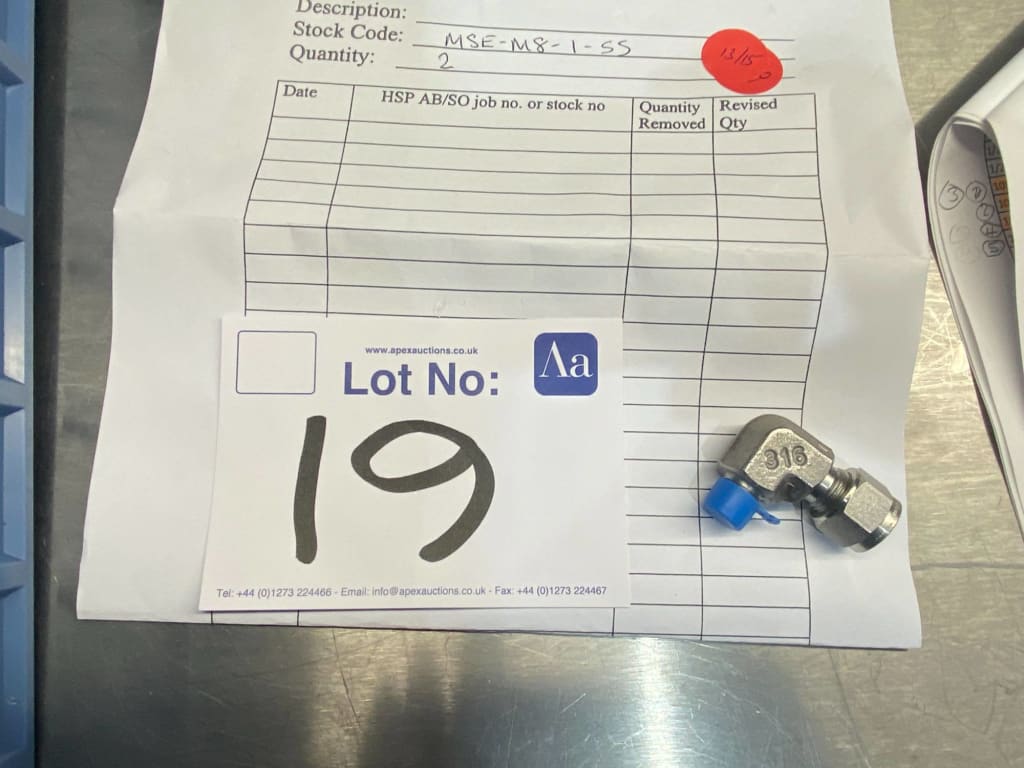 Description:
Stock Code: MSE-M8-1-SS
Quantity: 2
13/15
Date
HSP AB/SO job no. or stock no
Quantity Removed
Revised Qty
www.apexauctions.co.uk
Lot No:
Aa
19
Tel: +44 (0)1273 224466 - Email: info@apexauctions.co.uk - Fax: +44 (0)1273 224467
316